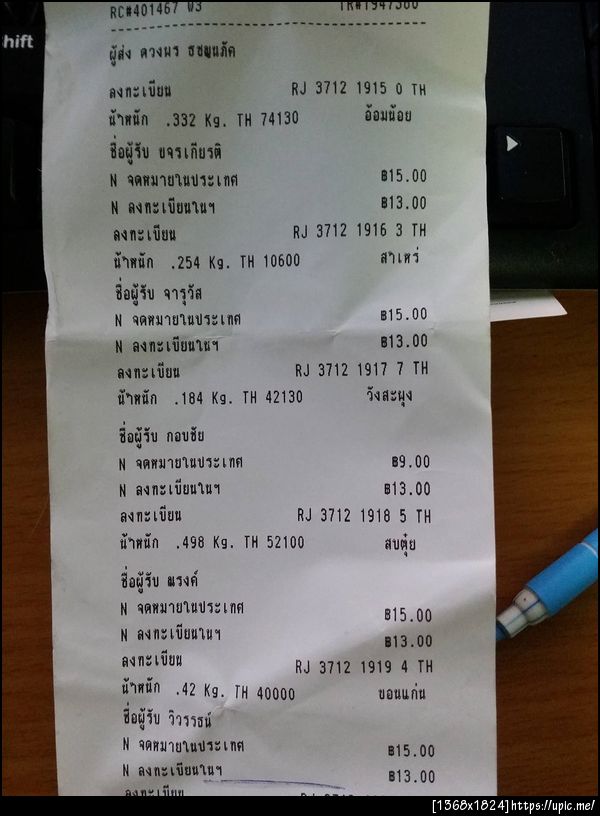 Shift
RC#401467 W3 TR#1947360
ผู้ส่ง ดวงพร
ลงทะเบียน RJ 3712 1915 0 TH
น้ำหนัก .332 Kg. TH 74130 อ้อมน้อย
ชื่อผู้รับ ขจรเกียรติ
N จดหมายในประเทศ ฿15.00
N ลงทะเบียนในฯ ฿13.00
ลงทะเบียน RJ 3712 1916 3 TH
น้ำหนัก .254 Kg. TH 10600 สำเหร่
ชื่อผู้รับ จารุวัส
N จดหมายในประเทศ ฿15.00
N ลงทะเบียนในฯ ฿13.00
ลงทะเบียน RJ 3712 1917 7 TH
น้ำหนัก .184 Kg. TH 42130 วังสะพุง
ชื่อผู้รับ กอบชัย
N จดหมายในประเทศ ฿9.00
N ลงทะเบียนในฯ ฿13.00
ลงทะเบียน RJ 3712 1918 5 TH
น้ำหนัก .498 Kg. TH 52100 สบตุ๋ย
ชื่อผู้รับ ณรงค์
N จดหมายในประเทศ ฿15.00
N ลงทะเบียนในฯ ฿13.00
ลงทะเบียน RJ 3712 1919 4 TH
น้ำหนัก .42 Kg. TH 40000 ขอนแก่น
ชื่อผู้รับ วิวรรธน์
N จดหมายในประเทศ ฿15.00
N ลงทะเบียนในฯ ฿13.00
ลงทะเบียน RJ 3712
[1368x1824]https://upic.me/